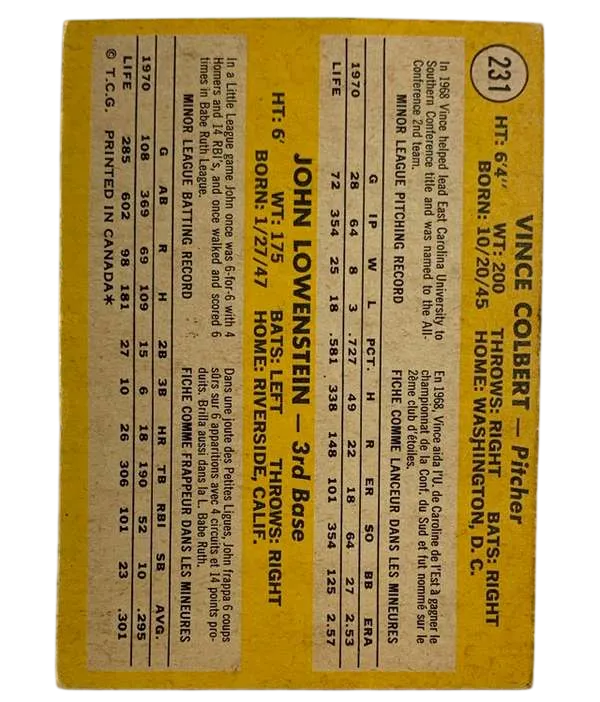 231
VINCE COLBERT — Pitcher
HT: 6'4" WT: 200 THROWS: RIGHT BATS: RIGHT
BORN: 10/20/45 HOME: WASHINGTON, D. C.
In 1968 Vince helped lead East Carolina University to
Southern Conference title and was named to the All-
Conference 2nd team.
En 1968, Vince aida l'U. de Caroline de l'Est à gagner le
championnat de la Conf. du Sud et fut nommé sur le
2ème club d'étoiles.
MINOR LEAGUE PITCHING RECORD FICHE COMME LANCEUR DANS LES MINEURES
G IP W L PCT. H R ER SO BB ERA
1970 28 64 8 3 .727 49 22 18 64 27 2.53
LIFE 72 354 25 18 .581 338 148 101 354 125 2.57
JOHN LOWENSTEIN — 3rd Base
HT: 6' WT: 175 BATS: LEFT THROWS: RIGHT
BORN: 1/27/47 HOME: RIVERSIDE, CALIF.
In a Little League game John once was 6-for-6 with 4
Homers and 14 RBI's, and once walked and scored 6
times in Babe Ruth League.
Dans une joute des Petites Ligues, John frappa 6 coups
sûrs sur 6 apparitions avec 4 circuits et 14 points pro-
duits. Brilla aussi dans la L. Babe Ruth.
MINOR LEAGUE BATTING RECORD FICHE COMME FRAPPEUR DANS LES MINEURES
G AB R H 2B 3B HR TB RBI SB AVG.
1970 108 369 69 109 15 6 18 190 52 10 .295
LIFE 285 602 98 181 27 10 26 306 101 23 .301
© T.C.G. PRINTED IN CANADA*